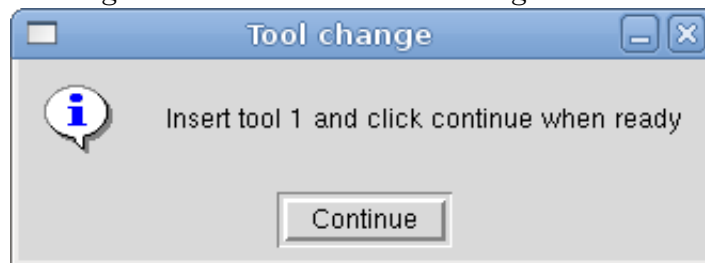 Tool change
Insert tool 1 and click continue when ready
Continue